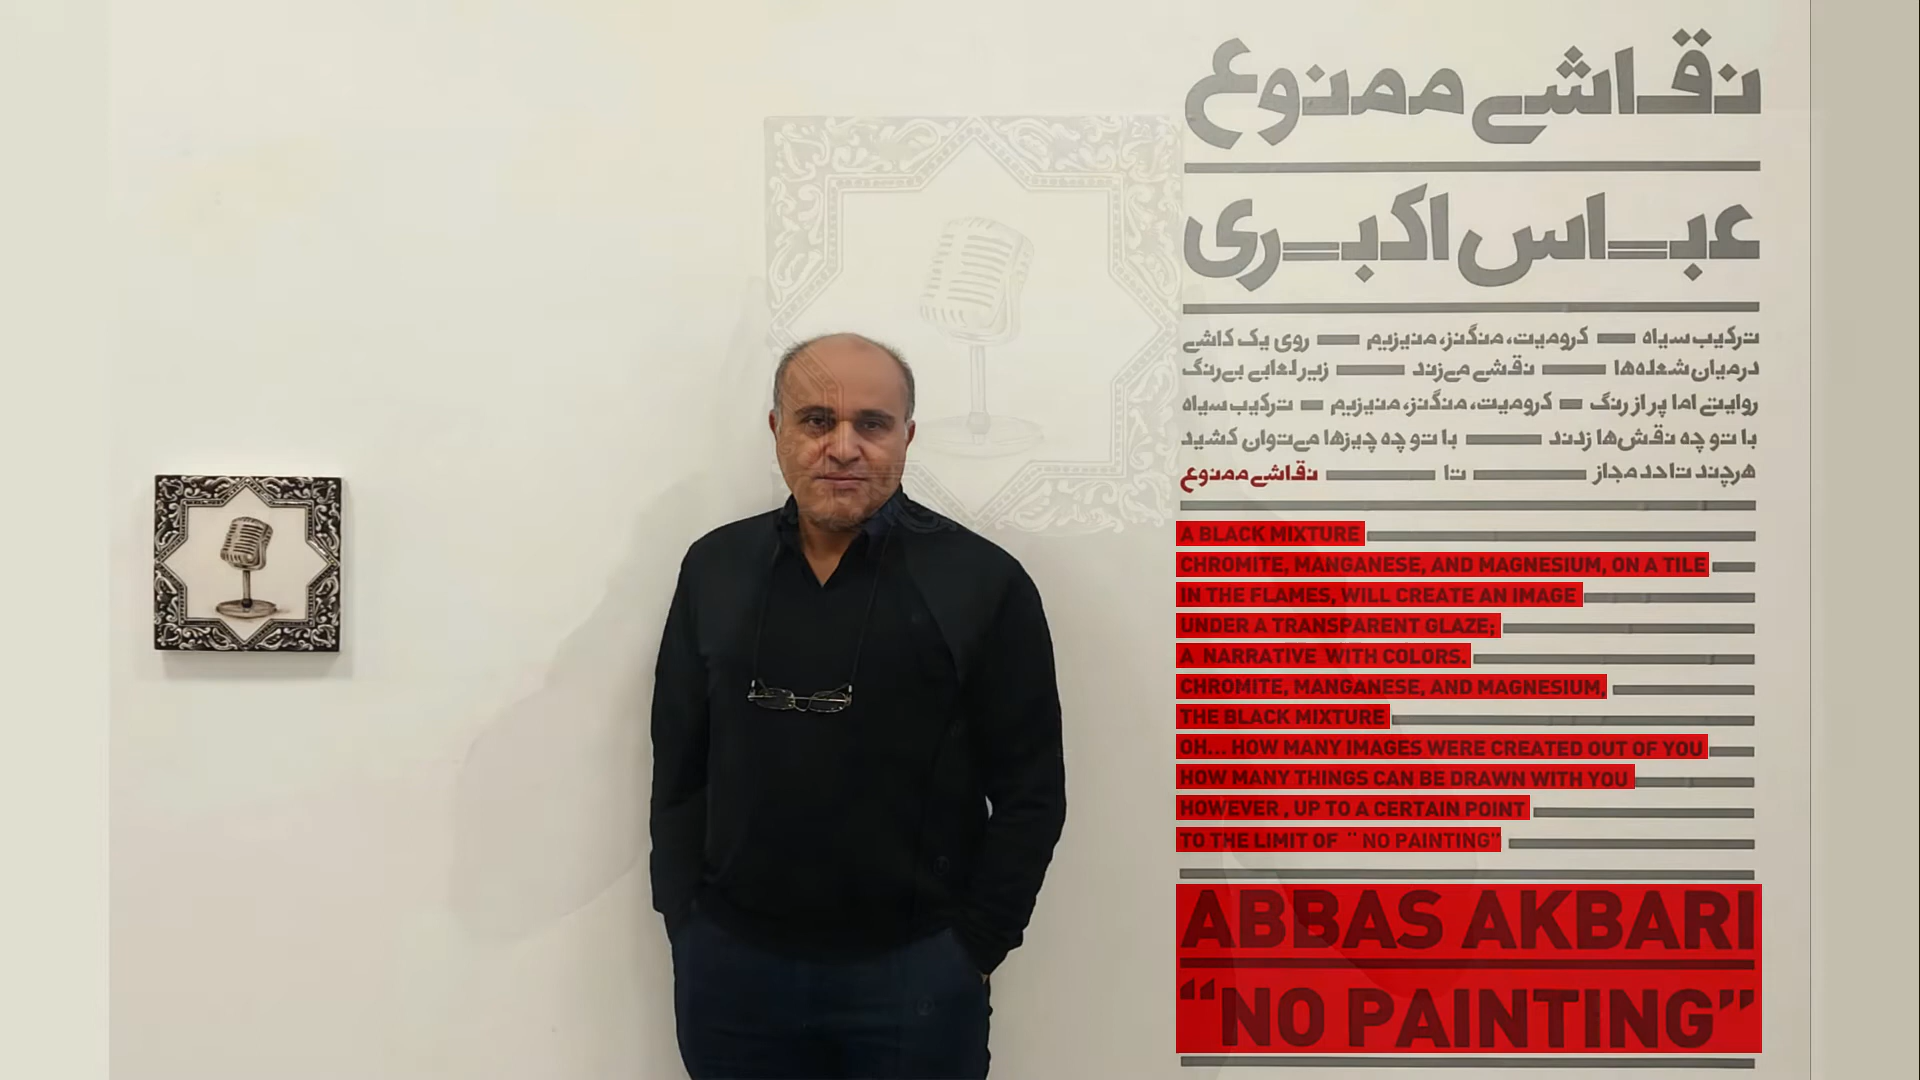 نقاشی ممنوع
عباس اکبری
ترکیب سیاه — کرومیت، منگنز، منیزیم — روی یک کاشی
درمیان شعله‌ها — نقشی می‌زند — زیر لعابی بی‌رنگ
روایتی اما پر از رنگ — کرومیت، منگنز، منیزیم — ترکیب سیاه
با تو چه نقش‌ها زدند — با تو چه چیزها می‌توان کشید
هرچند تا حد مجاز — تا — نقاشی ممنوع
A BLACK MIXTURE
CHROMITE, MANGANESE, AND MAGNESIUM, ON A TILE
IN THE FLAMES, WILL CREATE AN IMAGE
UNDER A TRANSPARENT GLAZE;
A NARRATIVE WITH COLORS.
CHROMITE, MANGANESE, AND MAGNESIUM,
THE BLACK MIXTURE
OH... HOW MANY IMAGES WERE CREATED OUT OF YOU
HOW MANY THINGS CAN BE DRAWN WITH YOU
HOWEVER , UP TO A CERTAIN POINT
TO THE LIMIT OF “ NO PAINTING”
ABBAS AKBARI
“NO PAINTING”